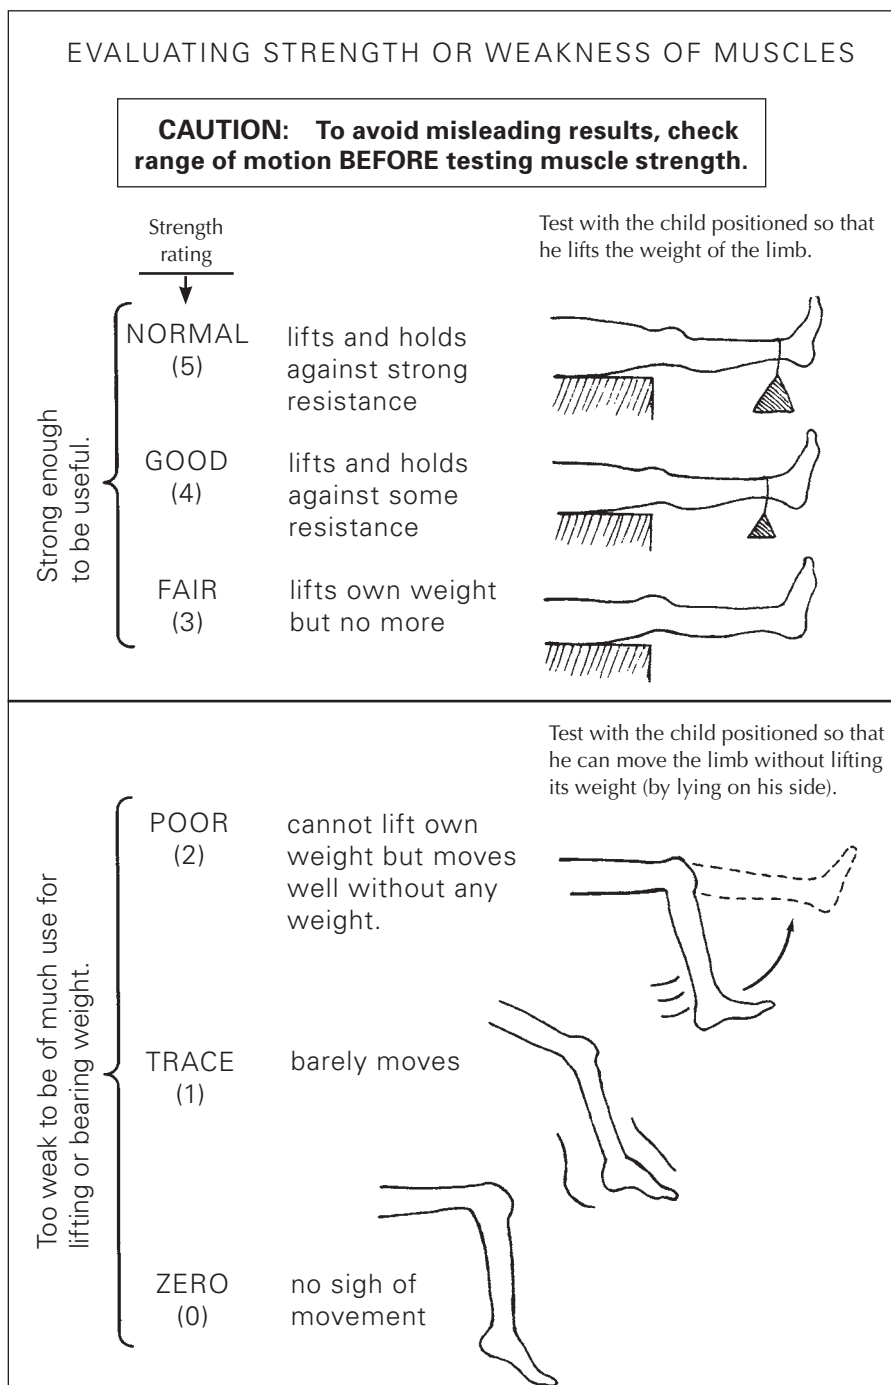 EVALUATING STRENGTH OR WEAKNESS OF MUSCLES
CAUTION: To avoid misleading results, check
range of motion BEFORE testing muscle strength.
Strength
rating
Test with the child positioned so that
he lifts the weight of the limb.
Strong enough
to be useful.
NORMAL
(5)
lifts and holds
against strong
resistance
GOOD
(4)
lifts and holds
against some
resistance
FAIR
(3)
lifts own weight
but no more
Test with the child positioned so that
he can move the limb without lifting
its weight (by lying on his side).
Too weak to be of much use for
lifting or bearing weight.
POOR
(2)
cannot lift own
weight but moves
well without any
weight.
TRACE
(1)
barely moves
ZERO
(0)
no sigh of
movement